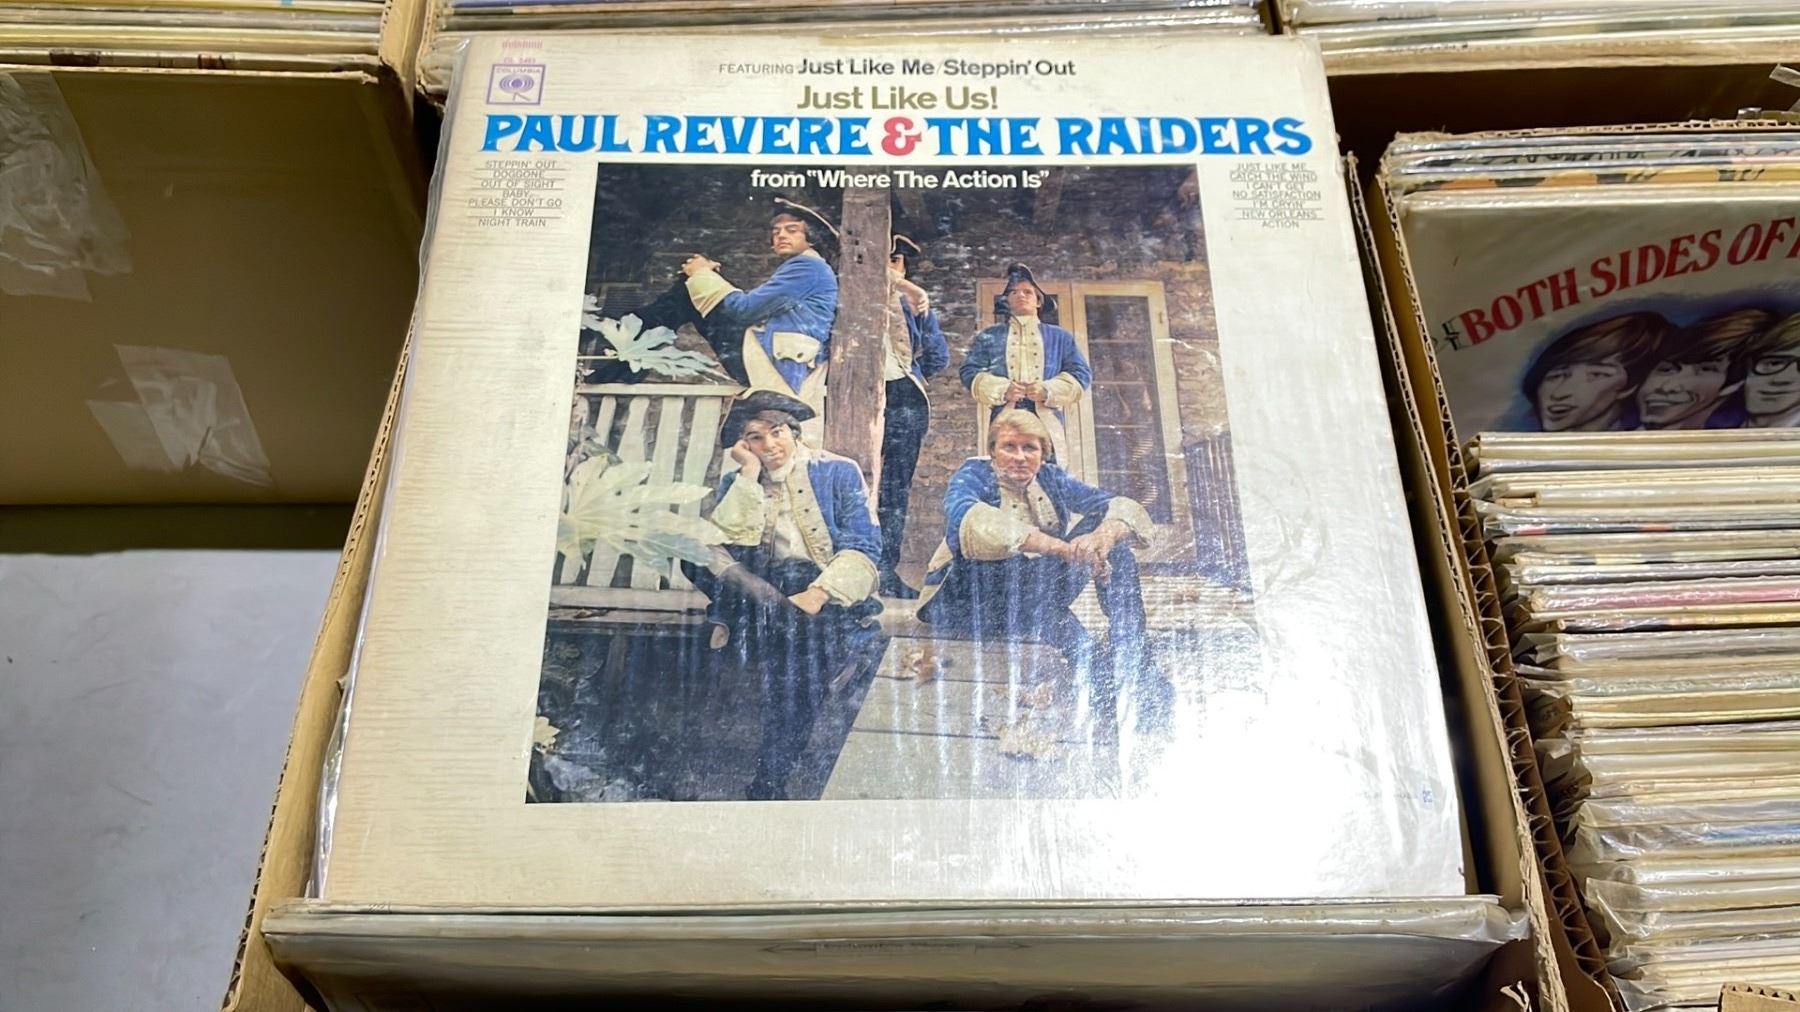 COLUMBIA
FEATURING Just Like Me/Steppin' Out
Just Like Us!
PAUL REVERE & THE RAIDERS
from "Where The Action Is"
STEPPIN' OUT
DOGGONE
OUT OF SIGHT
BABY,
PLEASE DON'T GO
I KNOW
NIGHT TRAIN
JUST LIKE ME
CATCH THE WIND
I CAN'T GET
NO SATISFACTION
I'M CRYIN'
NEW ORLEANS
ACTION
BOTH SIDES OF